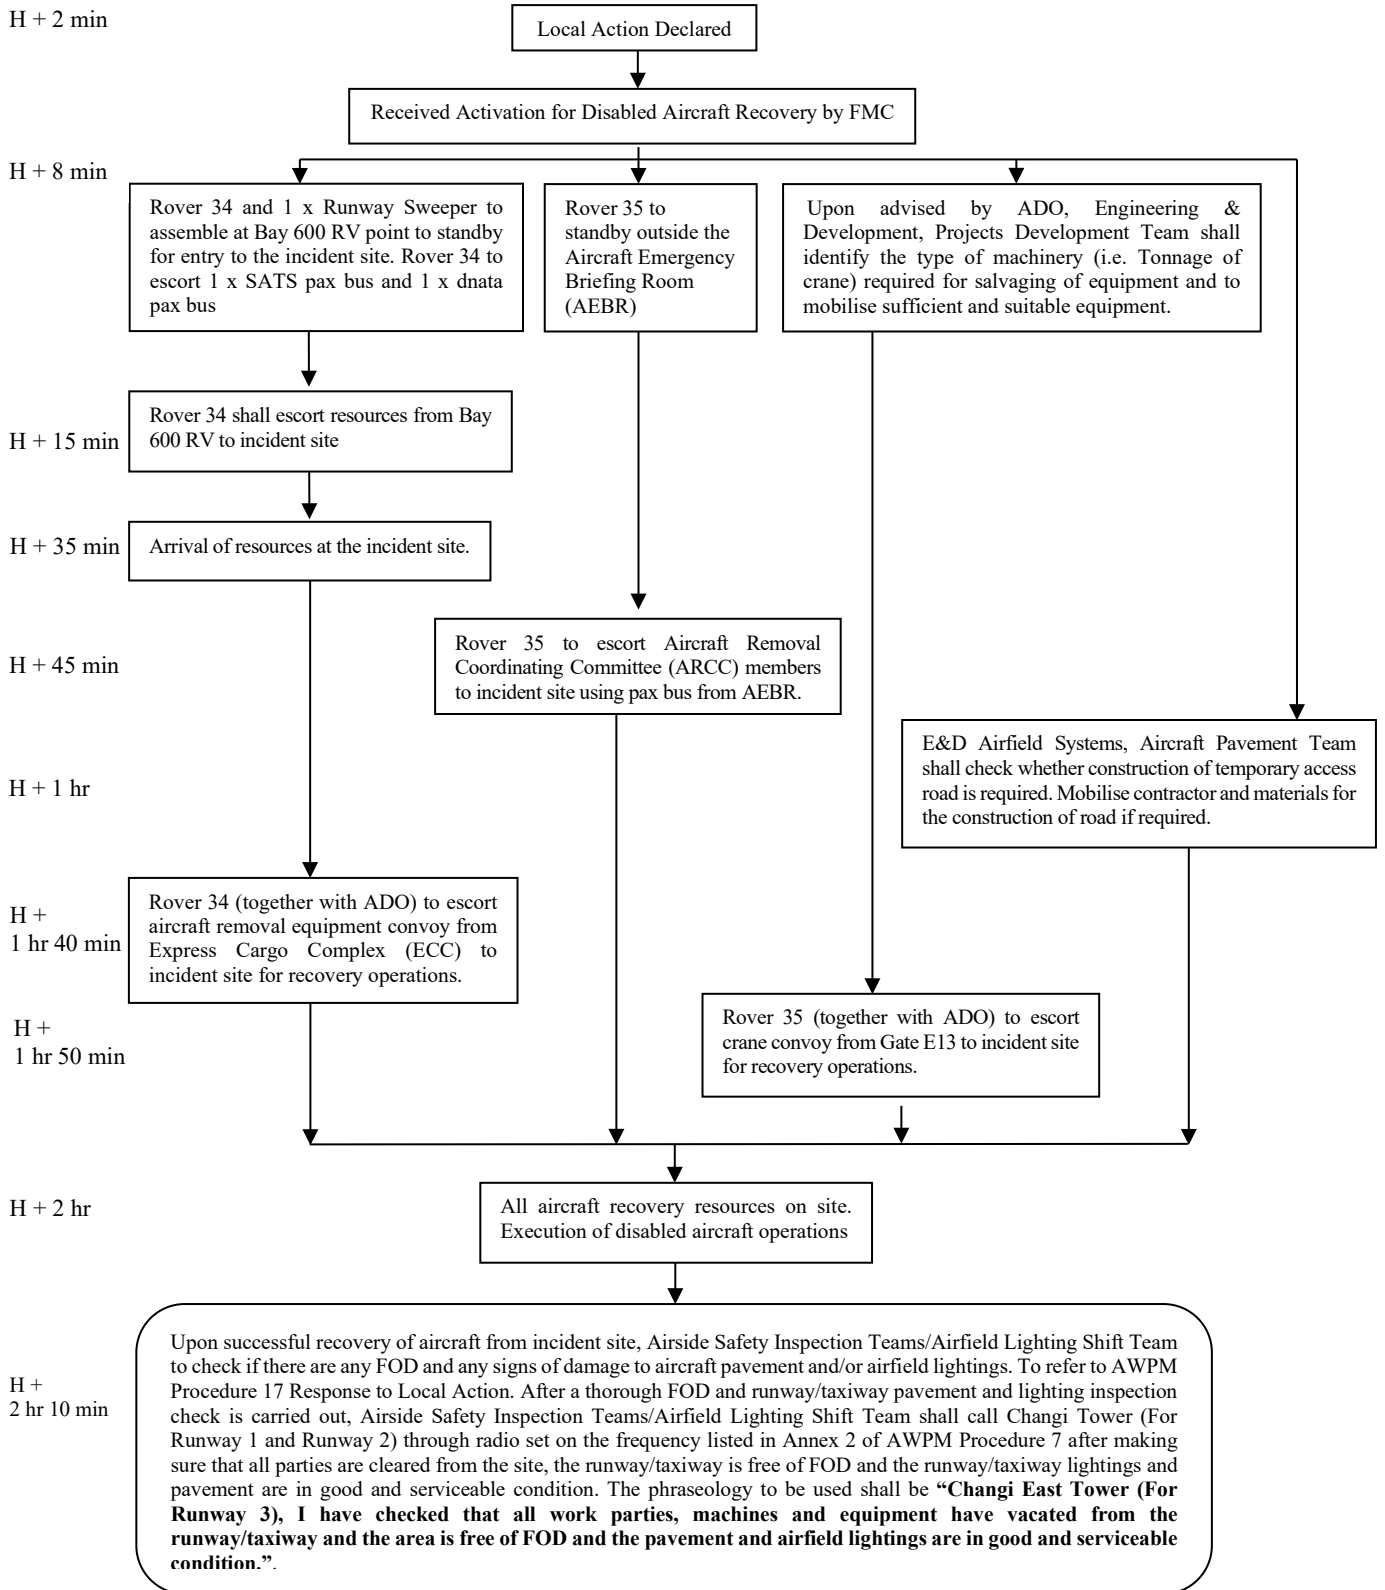 H + 2 min
Local Action Declared
Received Activation for Disabled Aircraft Recovery by FMC
H + 8 min
Rover 34 and 1 x Runway Sweeper to
assemble at Bay 600 RV point to standby
for entry to the incident site. Rover 34 to
escort 1 x SATS pax bus and 1 x dnata
pax bus
Rover 35 to
standby outside the
Aircraft Emergency
Briefing Room
(AEBR)
Upon advised by ADO, Engineering &
Development, Projects Development Team shall
identify the type of machinery (i.e. Tonnage of
crane) required for salvaging of equipment and to
mobilise sufficient and suitable equipment.
H + 15 min
Rover 34 shall escort resources from Bay
600 RV to incident site
H + 35 min
Arrival of resources at the incident site.
H + 45 min
Rover 35 to escort Aircraft Removal
Coordinating Committee (ARCC) members
to incident site using pax bus from AEBR.
H + 1 hr
E&D Airfield Systems, Aircraft Pavement Team
shall check whether construction of temporary access
road is required. Mobilise contractor and materials for
the construction of road if required.
H +
1 hr 40 min
Rover 34 (together with ADO) to escort
aircraft removal equipment convoy from
Express Cargo Complex (ECC) to
incident site for recovery operations.
H +
1 hr 50 min
Rover 35 (together with ADO) to escort
crane convoy from Gate E13 to incident site
for recovery operations.
H + 2 hr
All aircraft recovery resources on site.
Execution of disabled aircraft operations
H +
2 hr 10 min
Upon successful recovery of aircraft from incident site, Airside Safety Inspection Teams/Airfield Lighting Shift Team
to check if there are any FOD and any signs of damage to aircraft pavement and/or airfield lightings. To refer to AWPM
Procedure 17 Response to Local Action. After a thorough FOD and runway/taxiway pavement and lighting inspection
check is carried out, Airside Safety Inspection Teams/Airfield Lighting Shift Team shall call Changi Tower (For
Runway 1 and Runway 2) through radio set on the frequency listed in Annex 2 of AWPM Procedure 7 after making
sure that all parties are cleared from the site, the runway/taxiway is free of FOD and the runway/taxiway lightings and
pavement are in good and serviceable condition. The phraseology to be used shall be “Changi East Tower (For
Runway 3), I have checked that all work parties, machines and equipment have vacated from the
runway/taxiway and the area is free of FOD and the pavement and airfield lightings are in good and serviceable
condition.”.